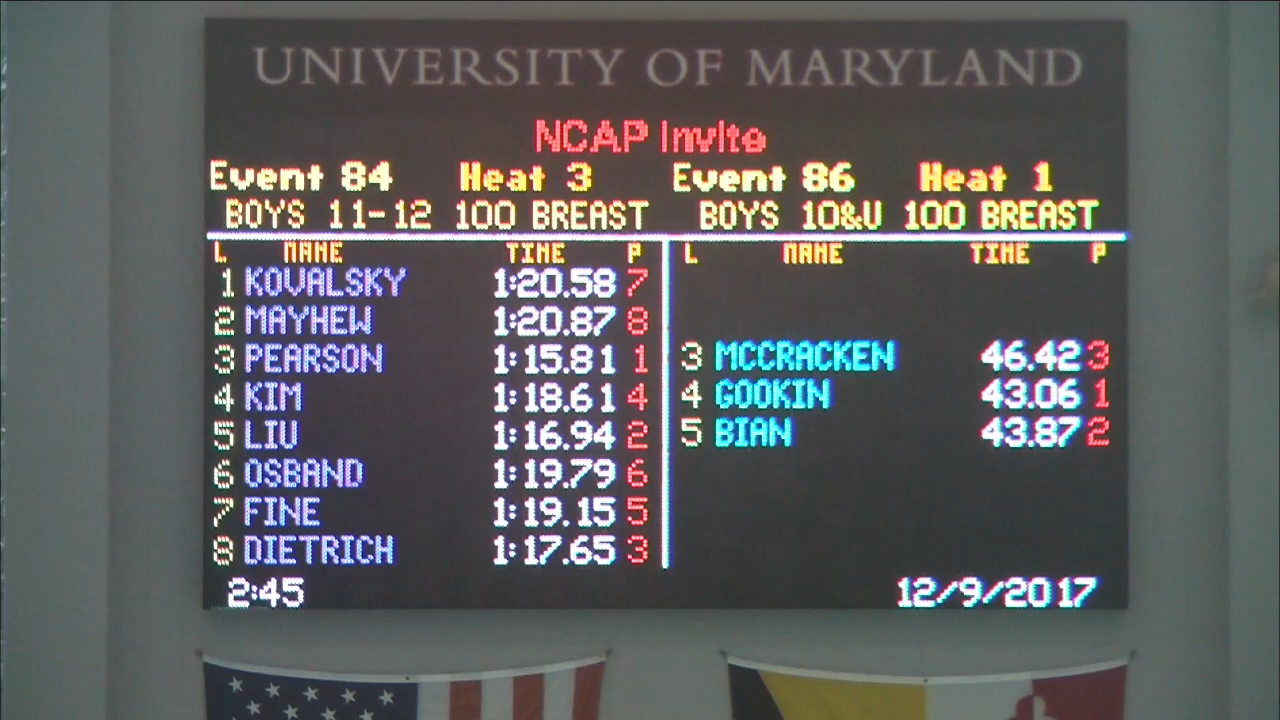 UNIVERSITY OF MARYLAND
NCAP Invite
Event 84 Heat 3 Event 86 Heat 1
BOYS 11-12 100 BREAST BOYS 10&U 100 BREAST
L NAME TIME P L NAME TIME P
1 KOVALSKY 1:20.58 7
2 MAYHEW 1:20.87 8
3 PEARSON 1:15.81 1 3 MCCRACKEN 46.42 3
4 KIM 1:18.61 4 4 GOOKIN 43.06 1
5 LIU 1:16.94 2 5 BIAN 43.87 2
6 OSBAND 1:19.79 6
7 FINE 1:19.15 5
8 DIETRICH 1:17.65 3
2:45 12/9/2017